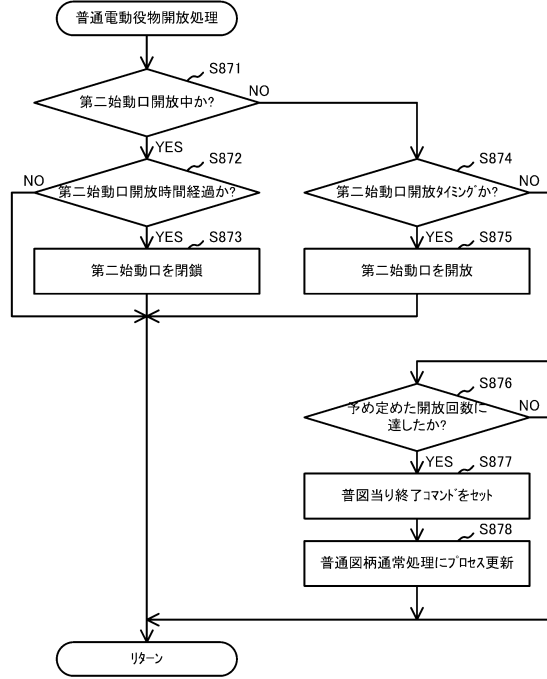 普通電動役物開放処理
S871
第二始動口開放中か?
NO
YES
S872
NO
第二始動口開放時間経過か?
YES
S873
第二始動口を閉鎖
S874
第二始動口開放ﾀｲﾐﾝｸﾞか?
NO
YES
S875
第二始動口を開放
S876
予め定めた開放回数に
達したか?
NO
YES
S877
普図当り終了ｺﾏﾝﾄﾞをｾｯﾄ
S878
普通図柄通常処理にﾌﾟﾛｾｽ更新
ﾘﾀｰﾝ